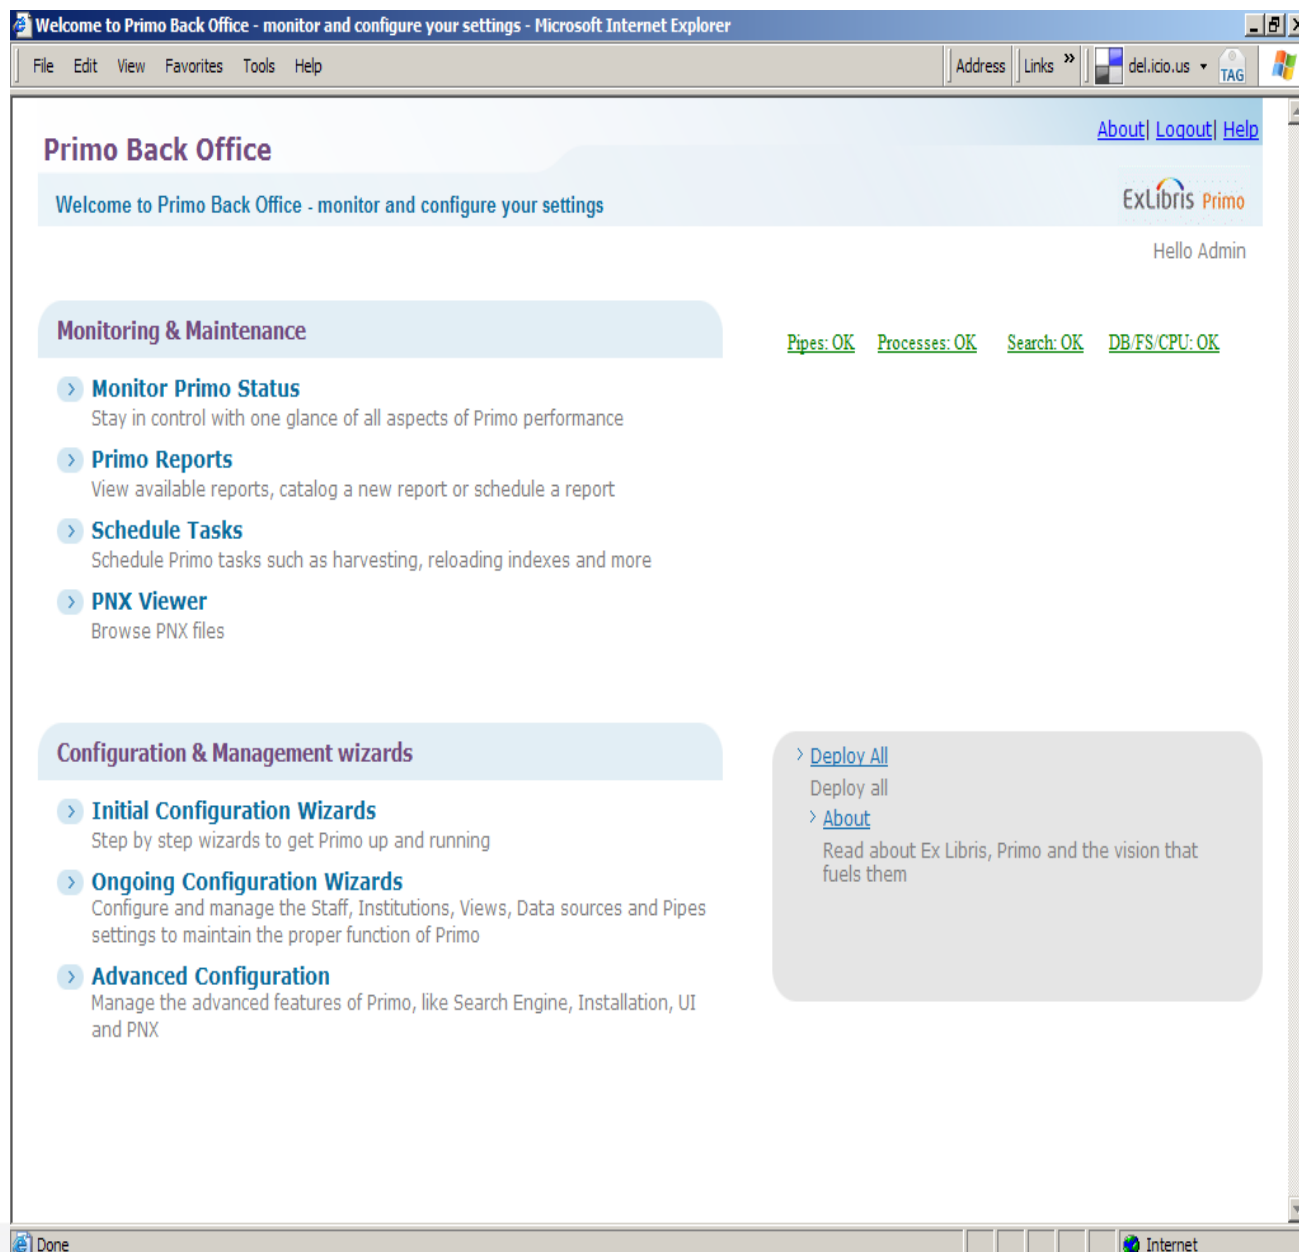 Welcome to Primo Back Office - monitor and configure your settings - Microsoft Internet Explorer
File Edit View Favorites Tools Help Address Links » del.icio.us TAG
About| Logout| Help
Primo Back Office
Welcome to Primo Back Office - monitor and configure your settings
ExLibris Primo
Hello Admin
Monitoring & Maintenance
Pipes: OK Processes: OK Search: OK DB/FS/CPU: OK
Monitor Primo Status
Stay in control with one glance of all aspects of Primo performance
Primo Reports
View available reports, catalog a new report or schedule a report
Schedule Tasks
Schedule Primo tasks such as harvesting, reloading indexes and more
PNX Viewer
Browse PNX files
Configuration & Management wizards
Initial Configuration Wizards
Step by step wizards to get Primo up and running
Ongoing Configuration Wizards
Configure and manage the Staff, Institutions, Views, Data sources and Pipes
settings to maintain the proper function of Primo
Advanced Configuration
Manage the advanced features of Primo, like Search Engine, Installation, UI
and PNX
> Deploy All
Deploy all
> About
Read about Ex Libris, Primo and the vision that
fuels them
Done Internet